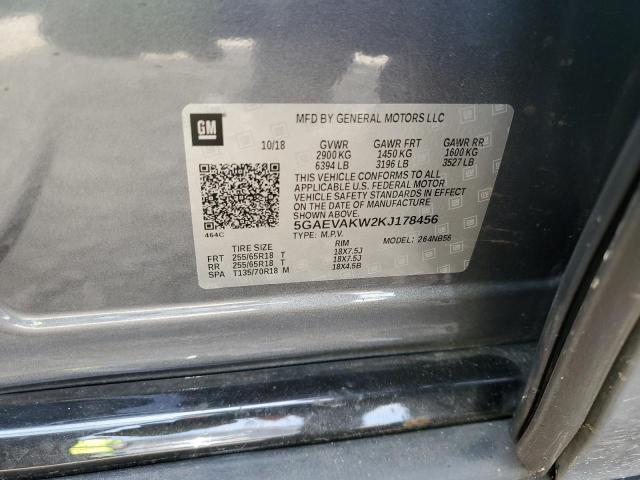 GM
MFD BY GENERAL MOTORS LLC
10/18 GVWR GAWR FRT GAWR RR
2900 KG 1450 KG 1600 KG
6394 LB 3196 LB 3527 LB
THIS VEHICLE CONFORMS TO ALL
APPLICABLE U.S. FEDERAL MOTOR
VEHICLE SAFETY STANDARDS IN EFFECT
ON THE DATE OF MANUFACTURE
SHOWN ABOVE.
464C 5GAEVAKW2KJ178456
TYPE: M.P.V. MODEL: 264NB56
TIRE SIZE RIM
FRT 255/65R18 T 18X7.5J
RR 255/65R18 T 18X7.5J
SPA T135/70R18 M 18X4.5B